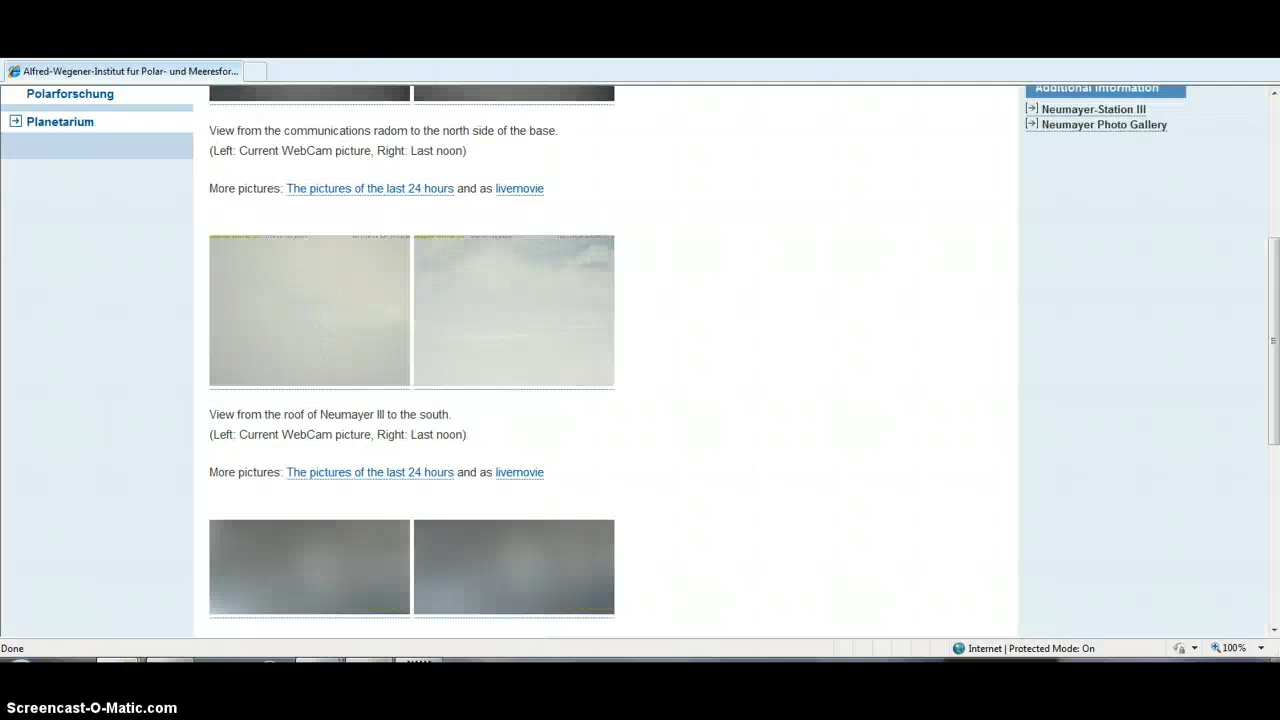 Alfred-Wegener-Institut fur Polar- und Meeresfor...
Polarforschung
Planetarium
View from the communications radom to the north side of the base.
(Left: Current WebCam picture, Right: Last noon)
More pictures: The pictures of the last 24 hours and as livemovie
View from the roof of Neumayer III to the south.
(Left: Current WebCam picture, Right: Last noon)
More pictures: The pictures of the last 24 hours and as livemovie
Additional Information
Neumayer-Station III
Neumayer Photo Gallery
Done
Internet | Protected Mode: On
100%
Screencast-O-Matic.com